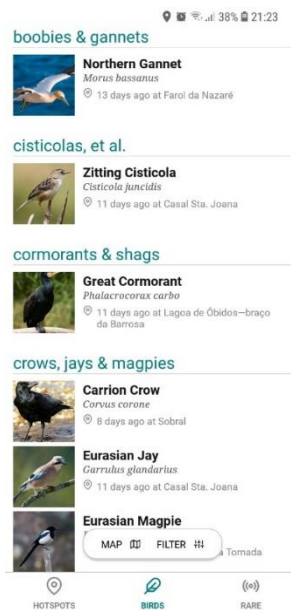 38% 21:23
boobies & gannets
Northern Gannet
Morus bassanus
13 days ago at Farol da Nazaré
cisticolas, et al.
Zitting Cisticola
Cisticola juncidis
11 days ago at Casal Sta. Joana
cormorants & shags
Great Cormorant
Phalacrocorax carbo
11 days ago at Lagoa de Óbidos—braço
da Barrosa
crows, jays & magpies
Carrion Crow
Corvus corone
8 days ago at Sobral
Eurasian Jay
Garrulus glandarius
11 days ago at Casal Sta. Joana
Eurasian Magpie
MAP FILTER
Tornada
HOTSPOTS BIRDS RARE